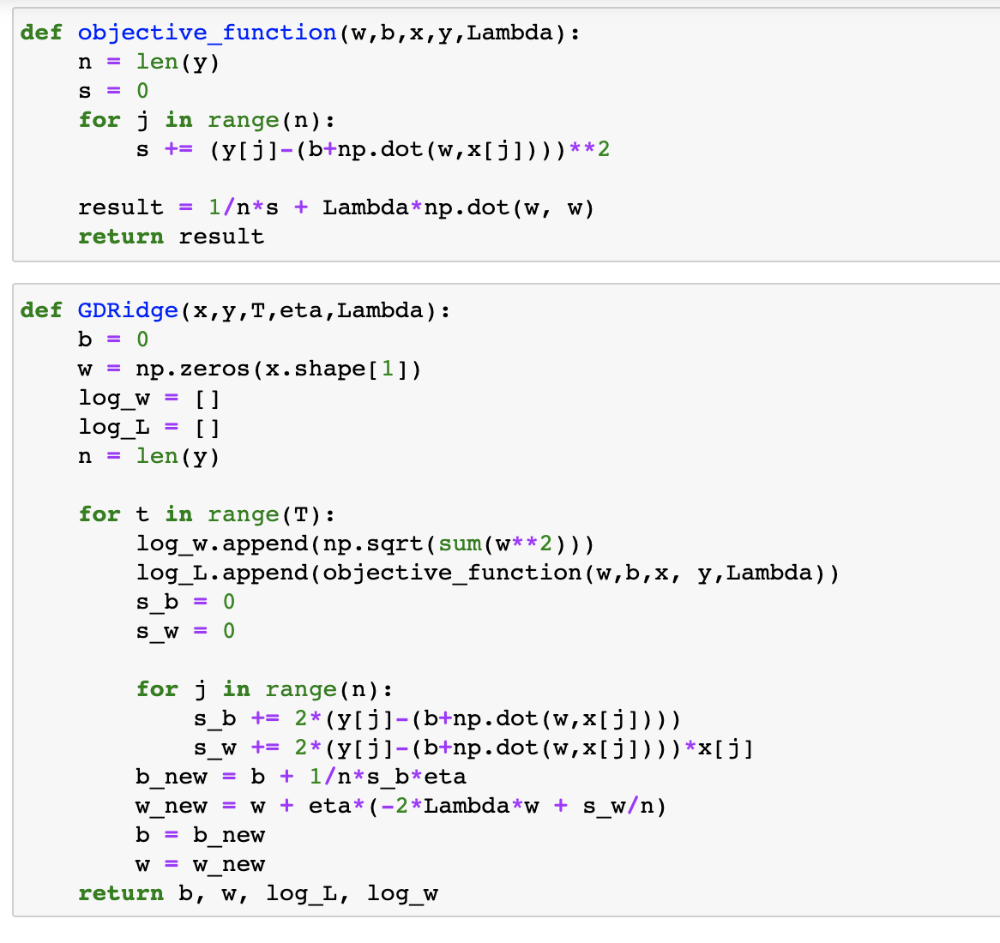 def objective_function(w,b,x,y,Lambda):
    n = len(y)
    s = 0
    for j in range(n):
        s += (y[j]-(b+np.dot(w,x[j])))**2

    result = 1/n*s + Lambda*np.dot(w, w)
    return result

def GDRidge(x,y,T,eta,Lambda):
    b = 0
    w = np.zeros(x.shape[1])
    log_w = []
    log_L = []
    n = len(y)

    for t in range(T):
        log_w.append(np.sqrt(sum(w**2)))
        log_L.append(objective_function(w,b,x, y,Lambda))
        s_b = 0
        s_w = 0

        for j in range(n):
            s_b += 2*(y[j]-(b+np.dot(w,x[j])))
            s_w += 2*(y[j]-(b+np.dot(w,x[j])))*x[j]
        b_new = b + 1/n*s_b*eta
        w_new = w + eta*(-2*Lambda*w + s_w/n)
        b = b_new
        w = w_new
    return b, w, log_L, log_w